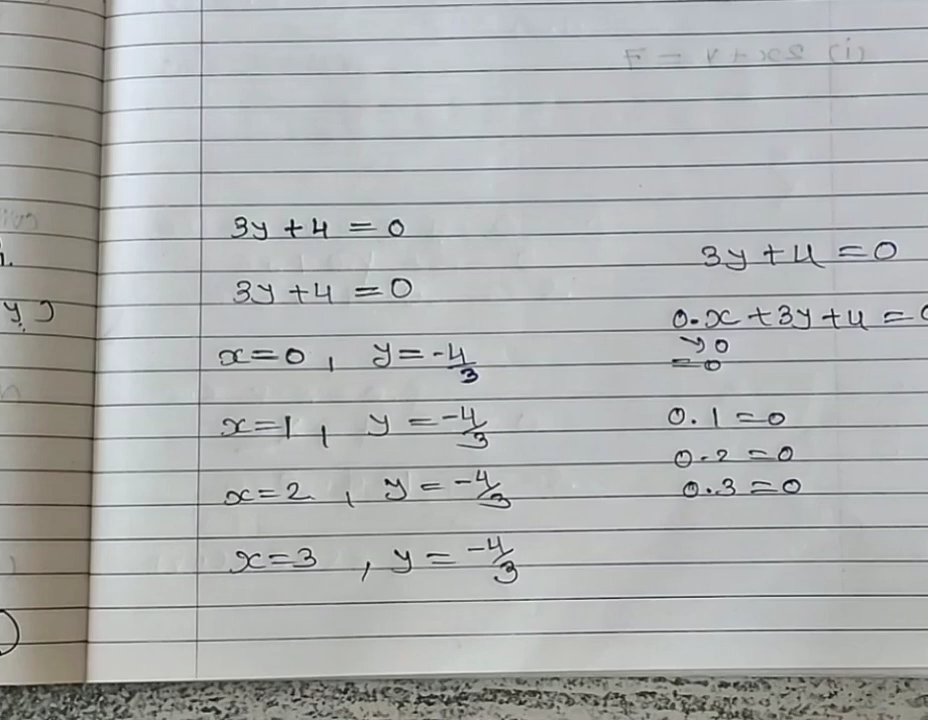 3y + 4 = 0
3y + 4 = 0
x = 0 , y = -4/3
x = 1 , y = -4/3
x = 2 , y = -4/3
x = 3 , y = -4/3
3y + 4 = 0
0.x + 3y + 4 = 0
= 0
0.1 = 0
0.2 = 0
0.3 = 0